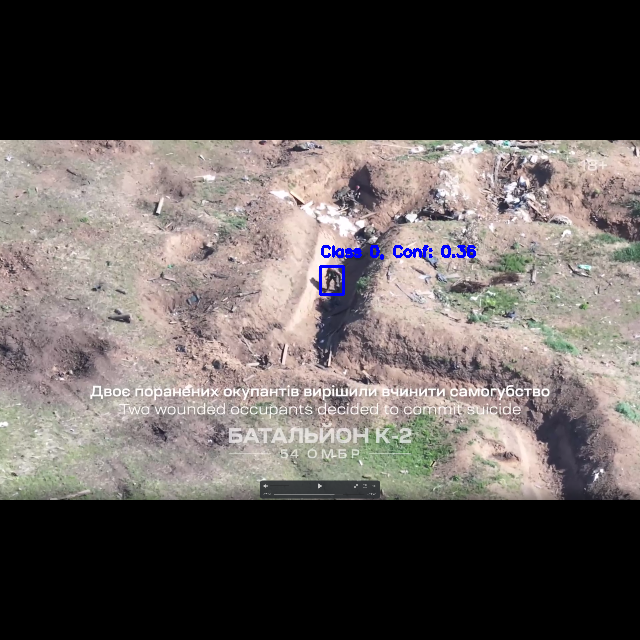 Class 0, Conf: 0.35
Двоє поранених окупантів вирішили вчинити самогубство
Two wounded occupants decided to commit suicide
БАТАЛЬЙОН К-2
54 ОМБР